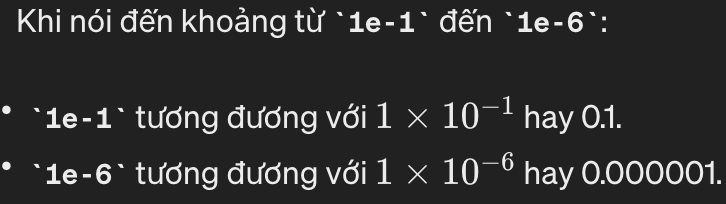 Khi nói đến khoảng từ `1e-1` đến `1e-6`:
• `1e-1` tương đương với 1 × 10⁻¹ hay 0.1.
• `1e-6` tương đương với 1 × 10⁻⁶ hay 0.000001.